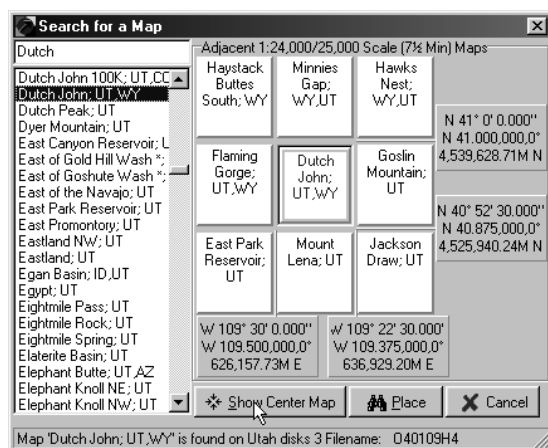 Search for a Map
Dutch
Dutch John 100K; UT,CC
Dutch John; UT,WY
Dutch Peak; UT
Dyer Mountain; UT
East Canyon Reservoir; L
East of Gold Hill Wash *;
East of Goshute Wash *;
East of the Navajo; UT
East Park Reservoir; UT
East Promontory; UT
Eastland NW; UT
Eastland; UT
Egan Basin; ID,UT
Egypt; UT
Eightmile Pass; UT
Eightmile Rock; UT
Eightmile Spring; UT
Elaterite Basin; UT
Elephant Butte; UT,AZ
Elephant Knoll NE; UT
Elephant Knoll NW; UT
Adjacent 1:24,000/25,000 Scale (7½ Min) Maps
Haystack
Buttes
South; WY
Minnies
Gap;
WY,UT
Hawks
Nest;
WY,UT
Flaming
Gorge;
UT,WY
Dutch
John;
UT,WY
Goslin
Mountain;
UT
East Park
Reservoir;
UT
Mount
Lena; UT
Jackson
Draw; UT
N 41° 0' 0.000"
N 41.000,000,0°
4,539,628.71M N
N 40° 52' 30.000"
N 40.875,000,0°
4,525,940.24M N
W 109° 30' 0.000"
W 109.500,000,0°
626,157.73M E
W 109° 22' 30.000'
W 109.375,000,0°
636,929.20M E
Show Center Map
Place
Cancel
Map 'Dutch John; UT,WY' is found on Utah disks 3 Filename: O40109H4